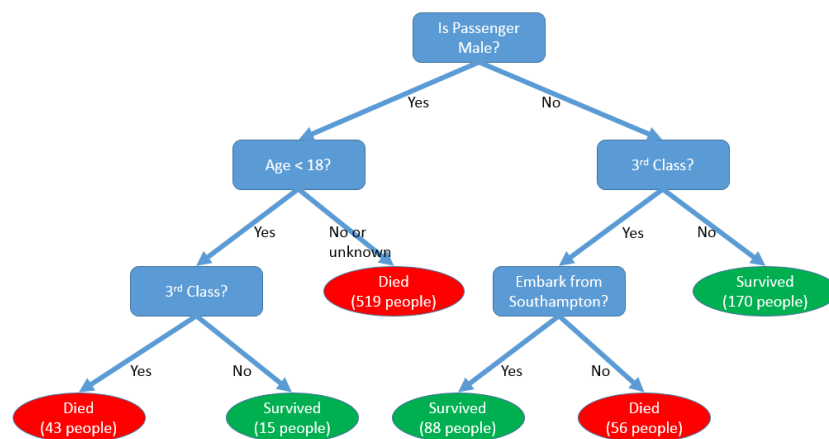 Is Passenger
Male?
Yes
No
Age < 18?
3rd Class?
Yes
No or
unknown
Yes
No
3rd Class?
Died
(519 people)
Embark from
Southampton?
Survived
(170 people)
Yes
No
Yes
No
Died
(43 people)
Survived
(15 people)
Survived
(88 people)
Died
(56 people)